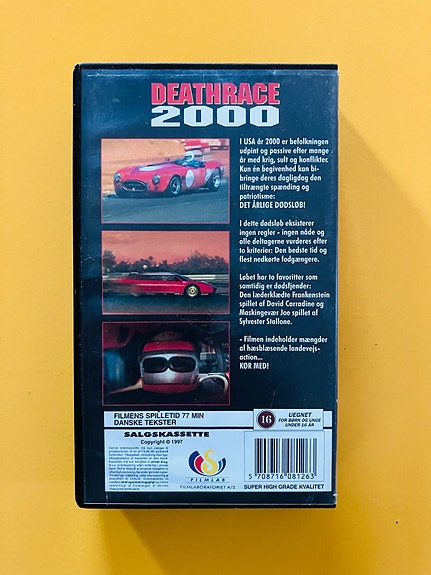 DEATHRACE
2000
I USA år 2000 er befolkningen
udpint og passive efter mange
år med krig, sult og konflikter.
Kun én begivenhed kan bi-
bringe deres dagligdag den
tiltrængte spænding og
patriotisme:
DET ÅRLIGE DØDSLØB!
I dette dødsløb eksisterer
ingen regler - ingen nåde og
alle deltagerne vurderes efter
to kriterier: Den bedste tid og
flest nedkørte fodgængere.
Løbet har to favoritter som
samtidig er dødsfjender:
Den læderklædte Frankenstein
spillet af David Carradine og
Maskingevær Joe spillet af
Sylvester Stallone.
- Filmen indeholder mængder
af hæsblæsende landevejs-
action...
KØR MED!
FILMENS SPILLETID 77 MIN
DANSKE TEKSTER
16
UEGNET
FOR BØRN OG UNGE
UNDER 16 ÅR
SALGSKASSETTE
Copyright © 1997
FILMLAB
FILMLABORATORIET A/S
5 708716 081263
SUPER HIGH GRADE KVALITET